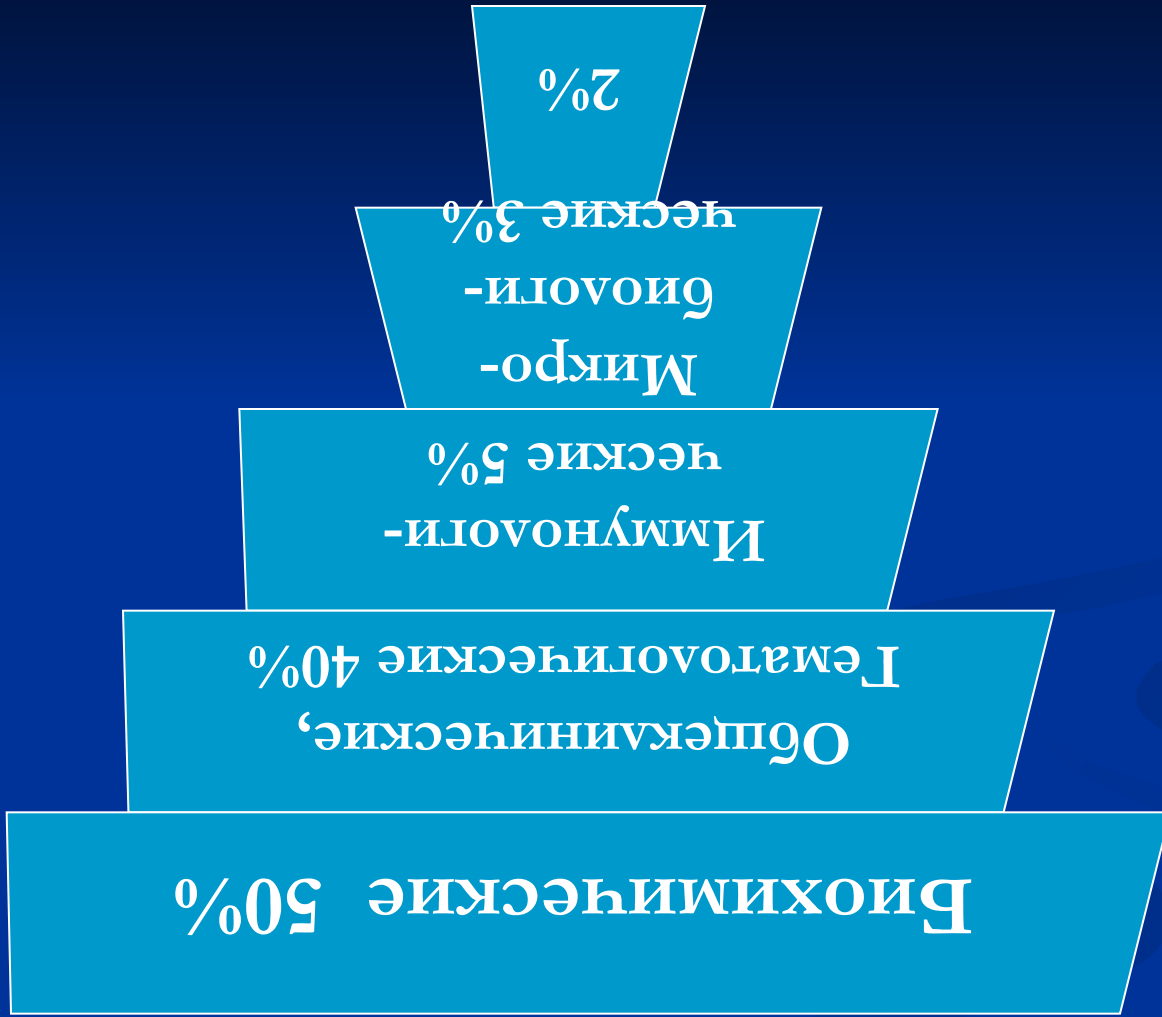 Биохимические 50%
Общеклинические,
Гематологические 40%
Иммунологи-
ческие 5%
Микро-
биологи-
ческие 3%
2%